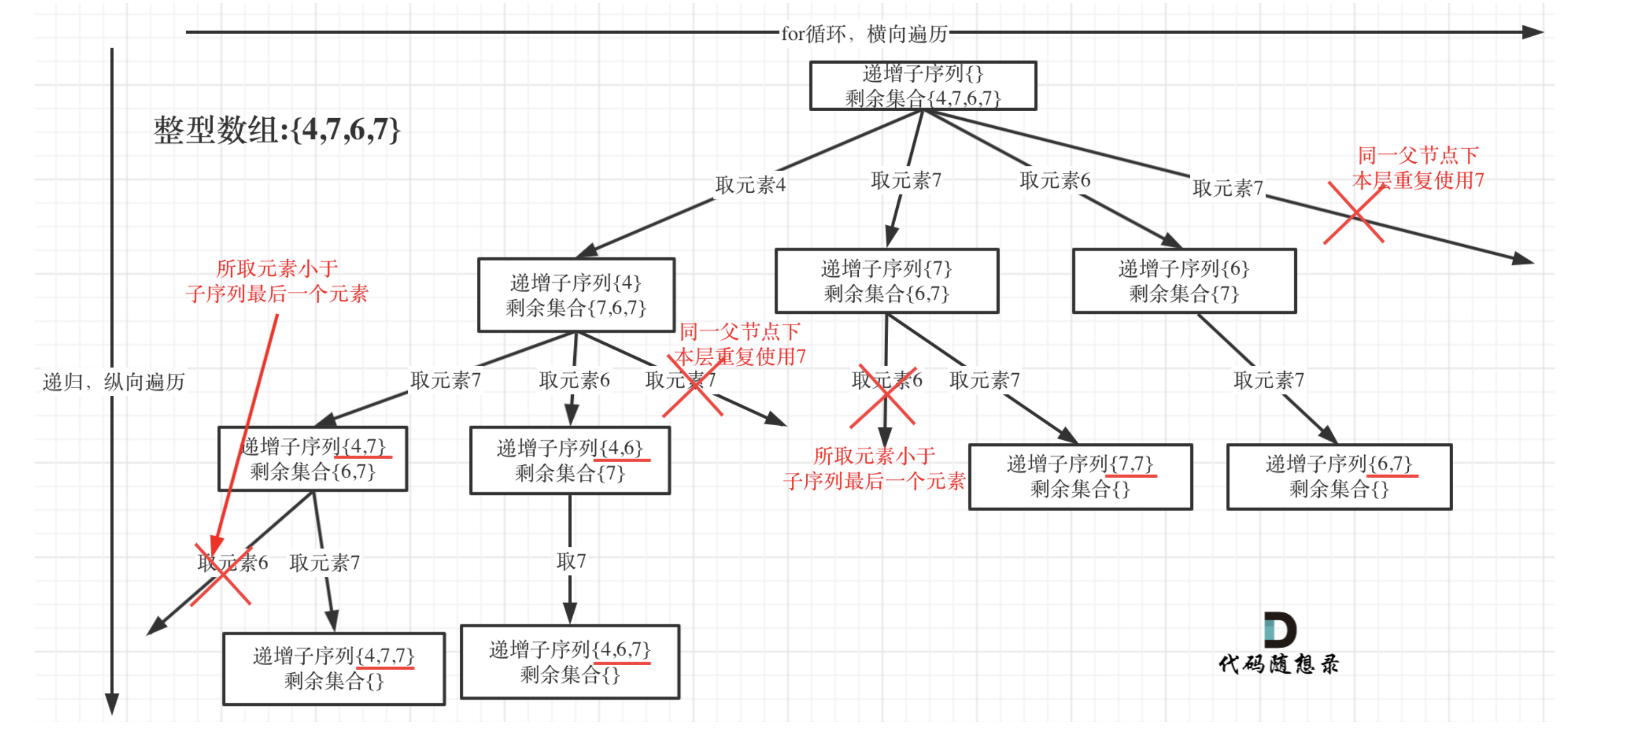 for循环，横向遍历
递增子序列{}
剩余集合{4,7,6,7}
整型数组:{4,7,6,7}
同一父节点下
本层重复使用7
取元素4
取元素7
取元素6
取元素7
所取元素小于
子序列最后一个元素
递增子序列{4}
剩余集合{7,6,7}
递增子序列{7}
剩余集合{6,7}
递增子序列{6}
剩余集合{7}
同一父节点下
本层重复使用7
递归，纵向遍历
取元素7
取元素6
取元素7
取元素6
取元素7
取元素7
递增子序列{4,7}
剩余集合{6,7}
递增子序列{4,6}
剩余集合{7}
所取元素小于
子序列最后一个元素
递增子序列{7,7}
剩余集合{}
递增子序列{6,7}
剩余集合{}
取元素6
取元素7
取7
递增子序列{4,7,7}
剩余集合{}
递增子序列{4,6,7}
剩余集合{}
代码随想录